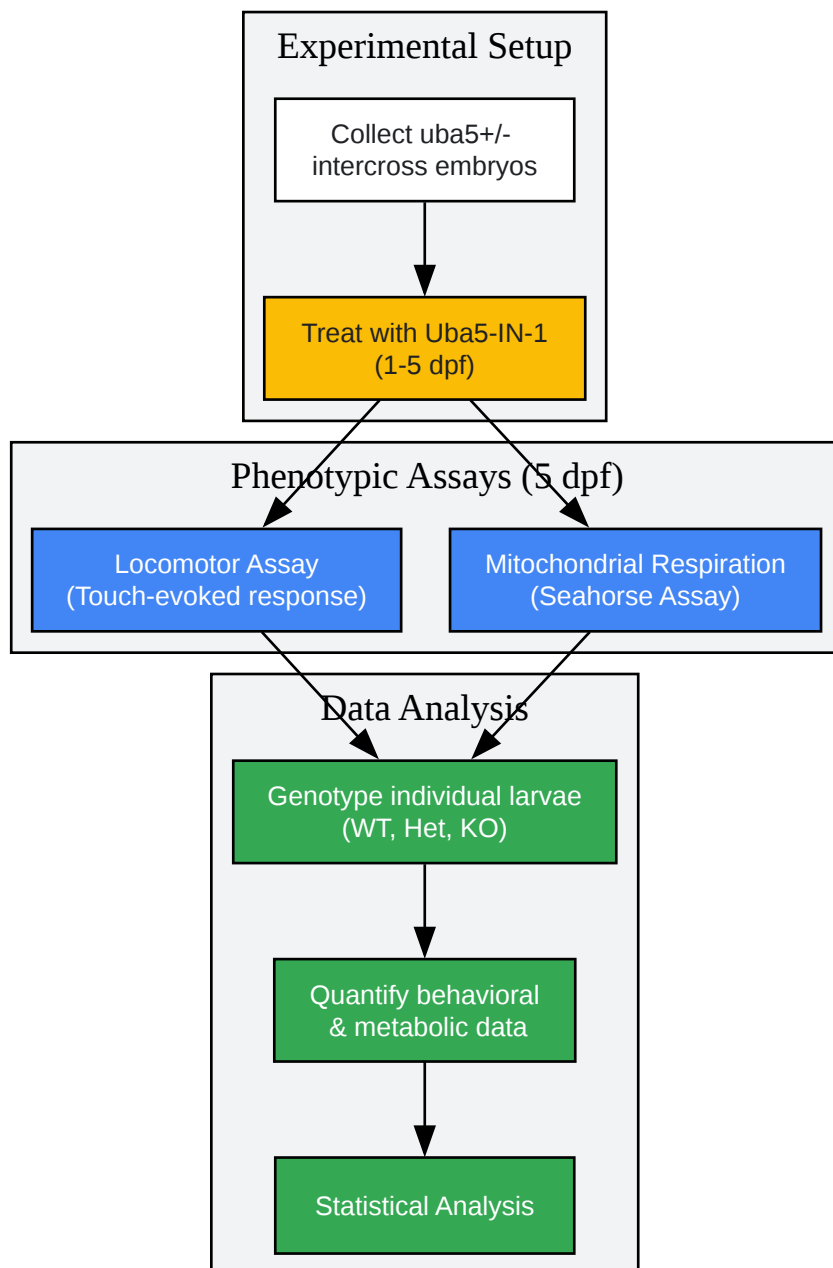 Experimental Setup
Collect uba5+/-
intercross embryos
Treat with Uba5-IN-1
(1-5 dpf)
Phenotypic Assays (5 dpf)
Locomotor Assay
(Touch-evoked response)
Mitochondrial Respiration
(Seahorse Assay)
Data Analysis
Genotype individual larvae
(WT, Het, KO)
Quantify behavioral
& metabolic data
Statistical Analysis